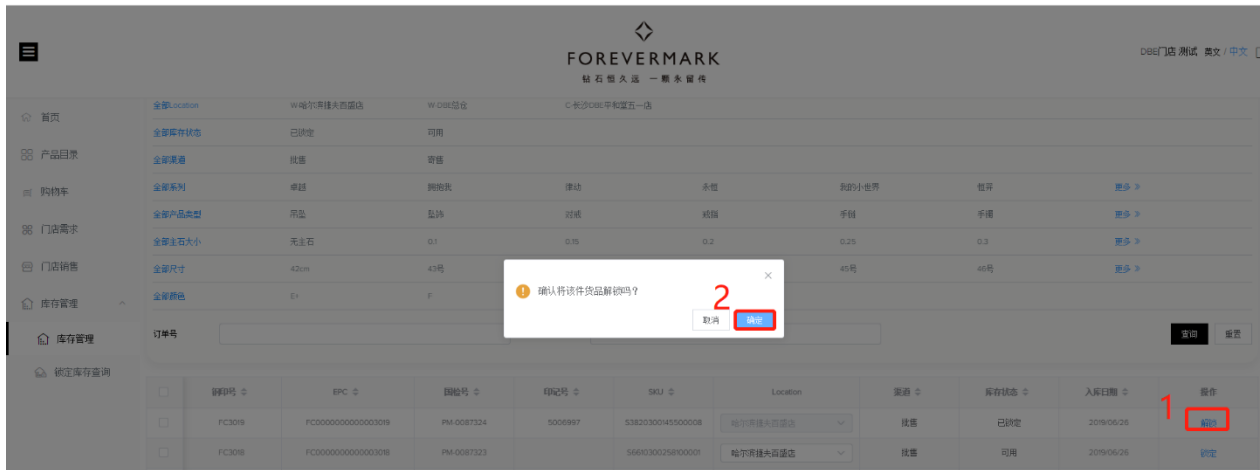 FOREVERMARK
钻石恒久远 一颗永留传
DBE门店 测试 英文 / 中文
首页
产品目录
购物车
门店需求
门店销售
库存管理
库存管理
锁定库存查询
全部Location W-哈尔滨捷夫百盛店 W-DBE总仓 C-长沙DBE平和堂五一店
全部库存状态 已锁定 可用
全部渠道 批售 寄售
全部系列 卓越 拥抱我 律动 永恒 我的小世界 恒荓 更多 »
全部产品类型 吊坠 坠饰 对戒 戒指 手链 手镯 更多 »
全部主石大小 无主石 0.1 0.15 0.2 0.25 0.3 更多 »
全部尺寸 42cm 43号 45号 46号 更多 »
全部颜色 E+ F
确认将该件货品解锁吗？
2
取消 确定
订单号 查询 重置
钢印号 EPC 国检号 印记号 SKU Location 渠道 库存状态 入库日期 操作
1
FC3019 FC0000000000003019 PM-0087324 5006997 S3820300145500008 哈尔滨捷夫百盛店 批售 已锁定 2019/06/26 解锁
FC3018 FC0000000000003018 PM-0087323 S6610300258100001 哈尔滨捷夫百盛店 批售 可用 2019/06/26 锁定